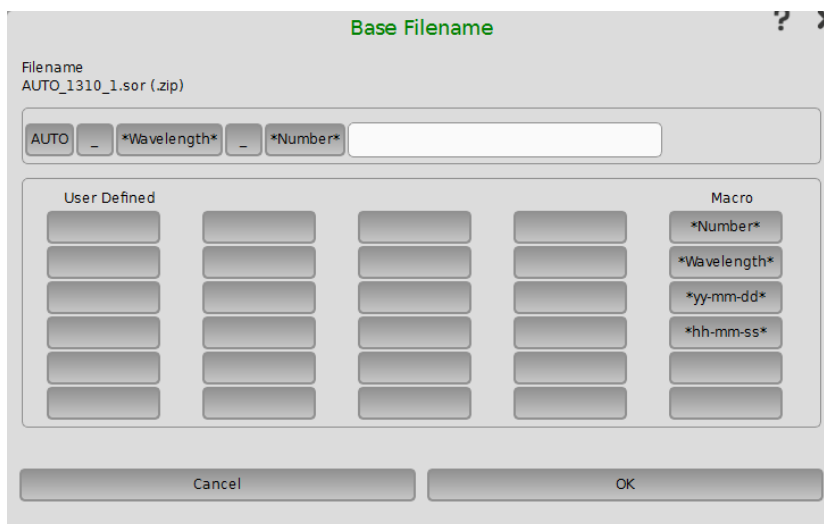 Base Filename ?
Filename
AUTO_1310_1.sor (.zip)
AUTO _ *Wavelength* _ *Number*
User Defined Macro
*Number*
*Wavelength*
*yy-mm-dd*
*hh-mm-ss*
Cancel OK